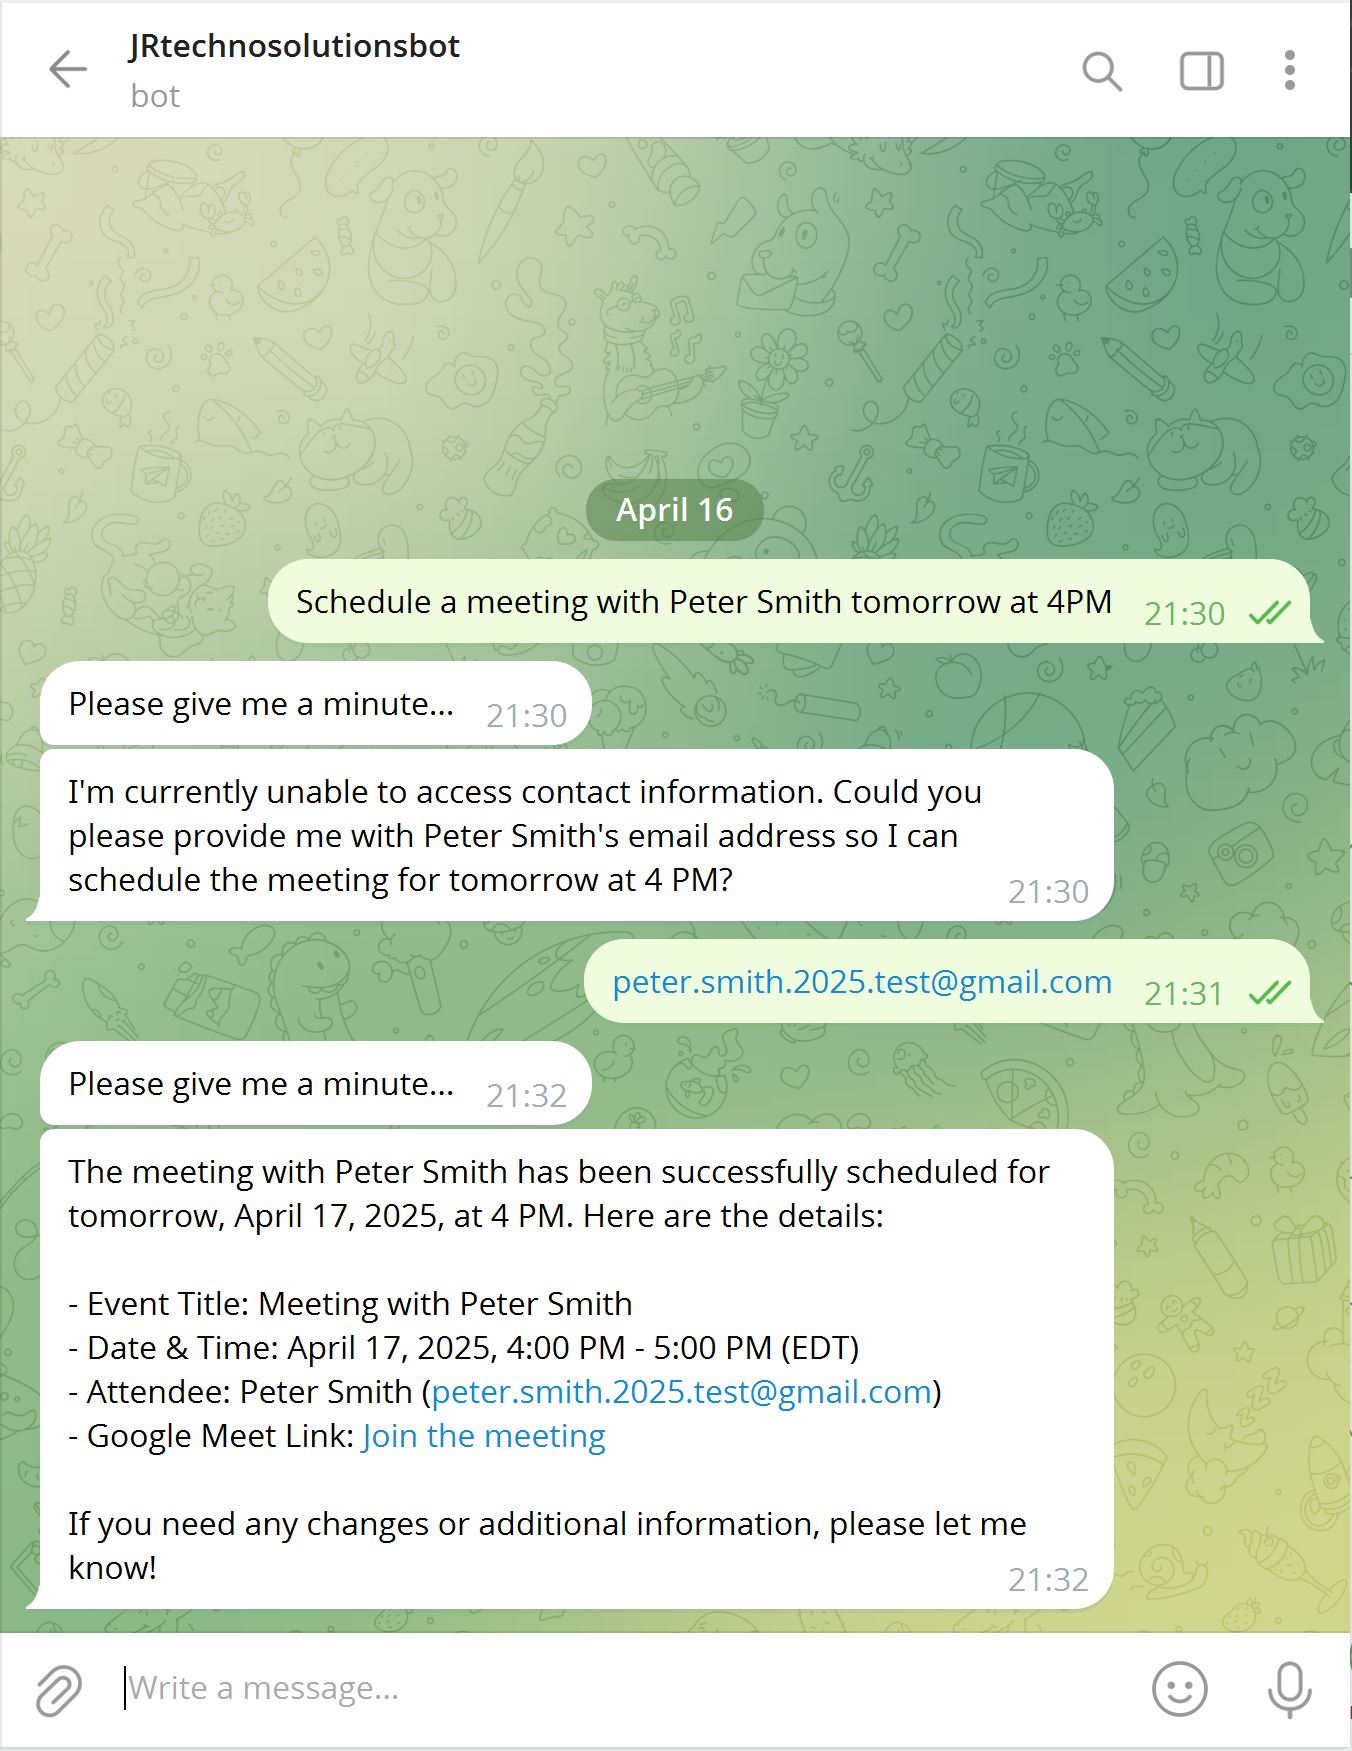 JRtechnosolutionsbot
bot
April 16
Schedule a meeting with Peter Smith tomorrow at 4PM 21:30
Please give me a minute... 21:30
I'm currently unable to access contact information. Could you
please provide me with Peter Smith's email address so I can
schedule the meeting for tomorrow at 4 PM? 21:30
peter.smith.2025.test@gmail.com 21:31
Please give me a minute... 21:32
The meeting with Peter Smith has been successfully scheduled for
tomorrow, April 17, 2025, at 4 PM. Here are the details:
- Event Title: Meeting with Peter Smith
- Date & Time: April 17, 2025, 4:00 PM - 5:00 PM (EDT)
- Attendee: Peter Smith (peter.smith.2025.test@gmail.com)
- Google Meet Link: Join the meeting
If you need any changes or additional information, please let me
know! 21:32
Write a message...